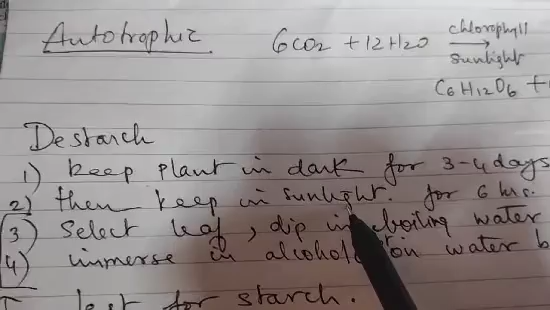 Autotrophic
6CO2 + 12H2O chlorophyll → sunlight
C6H12O6 +
Destarch
1) keep plant in dark for 3-4 days
2) then keep in sunlight. for 6 hrs.
3) Select leaf, dip in boiling water
4) immerse in alcohol on water b
test for starch.